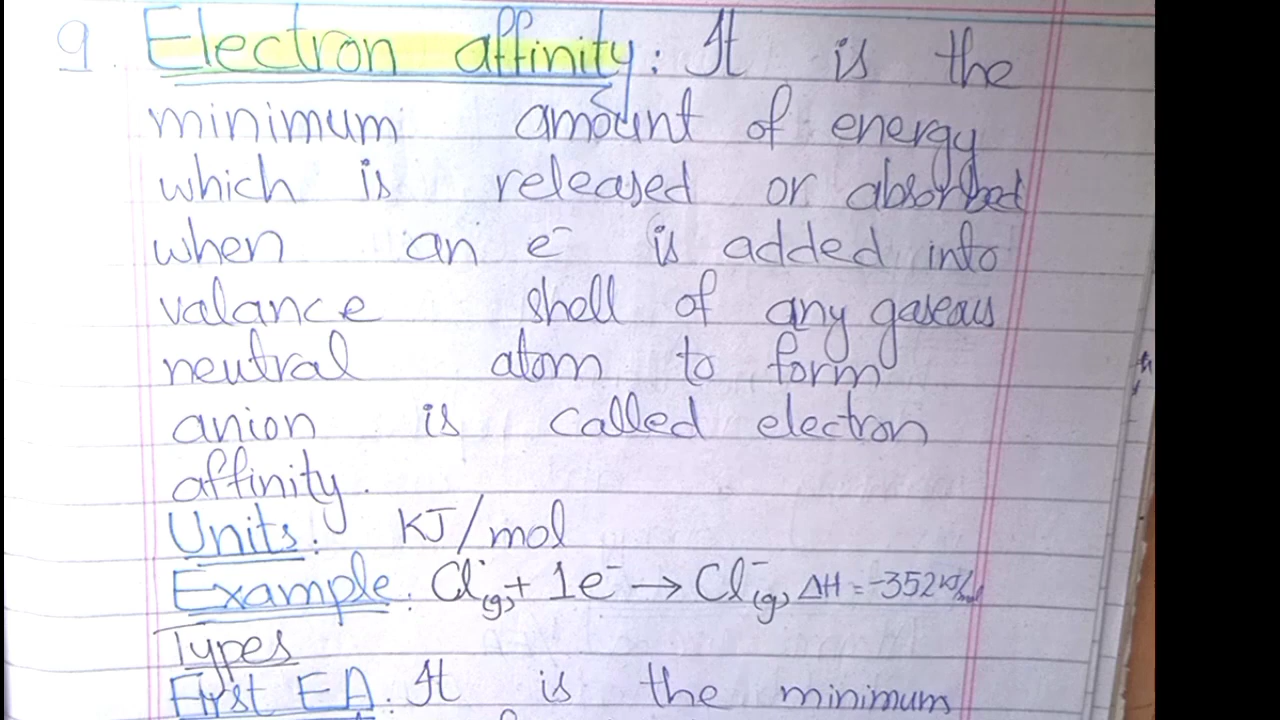 9. Electron affinity: It is the
minimum amount of energy
which is released or absorbed
when an e⁻ is added into
valance shell of any gaseous
neutral atom to form
anion is called electron
affinity.
Units: KJ/mol
Example: Cl(g) + 1e⁻ → Cl⁻(g) ΔH = -352 kJ/mol
Types
First EA: It is the minimum